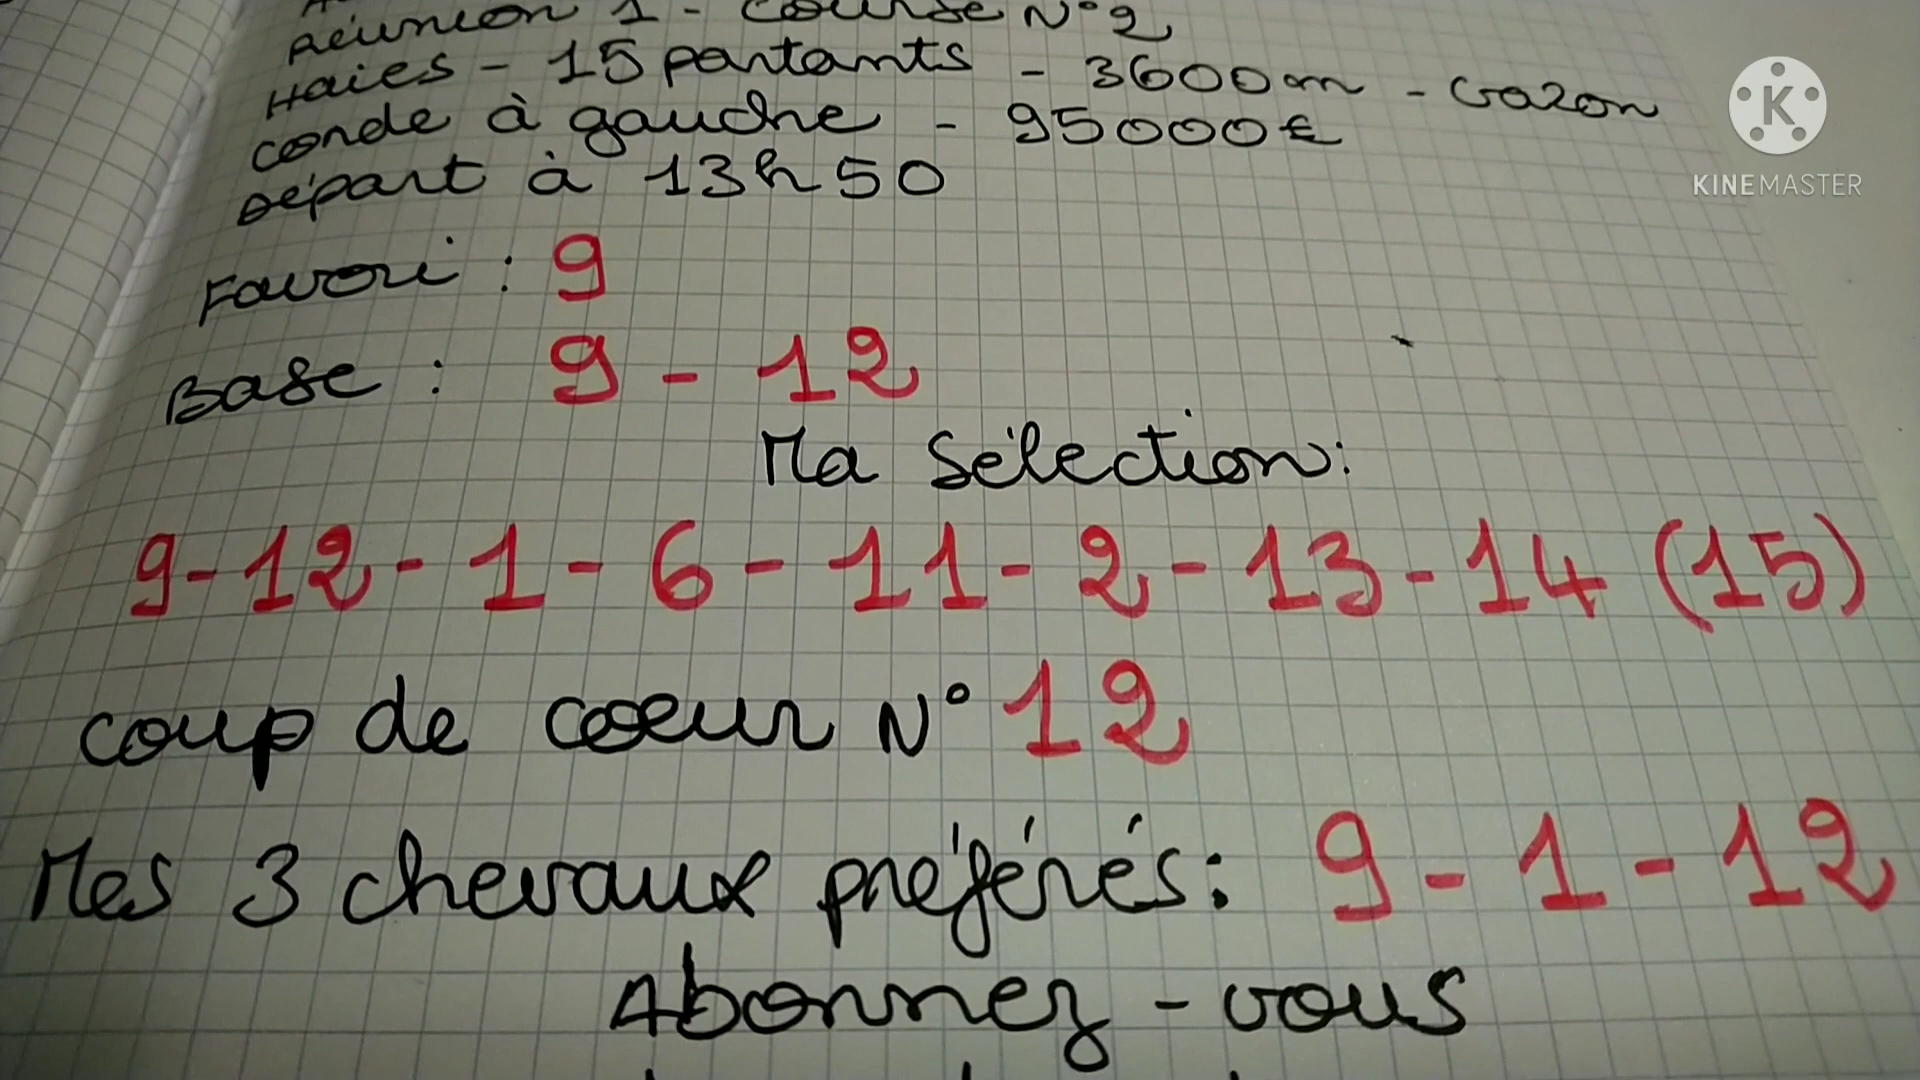 Réunion 1 - Course N°2
Haies - 15 partants - 3600m - Gazon
Corde à gauche - 95000€
Départ à 13h50
Favori : 9
Base : 9 - 12
Ma Sélection:
9-12-1-6-11-2-13-14 (15)
Coup de coeur N°12
Mes 3 chevaux préférés: 9-1-12
Abonnez-vous
K
KINEMASTER